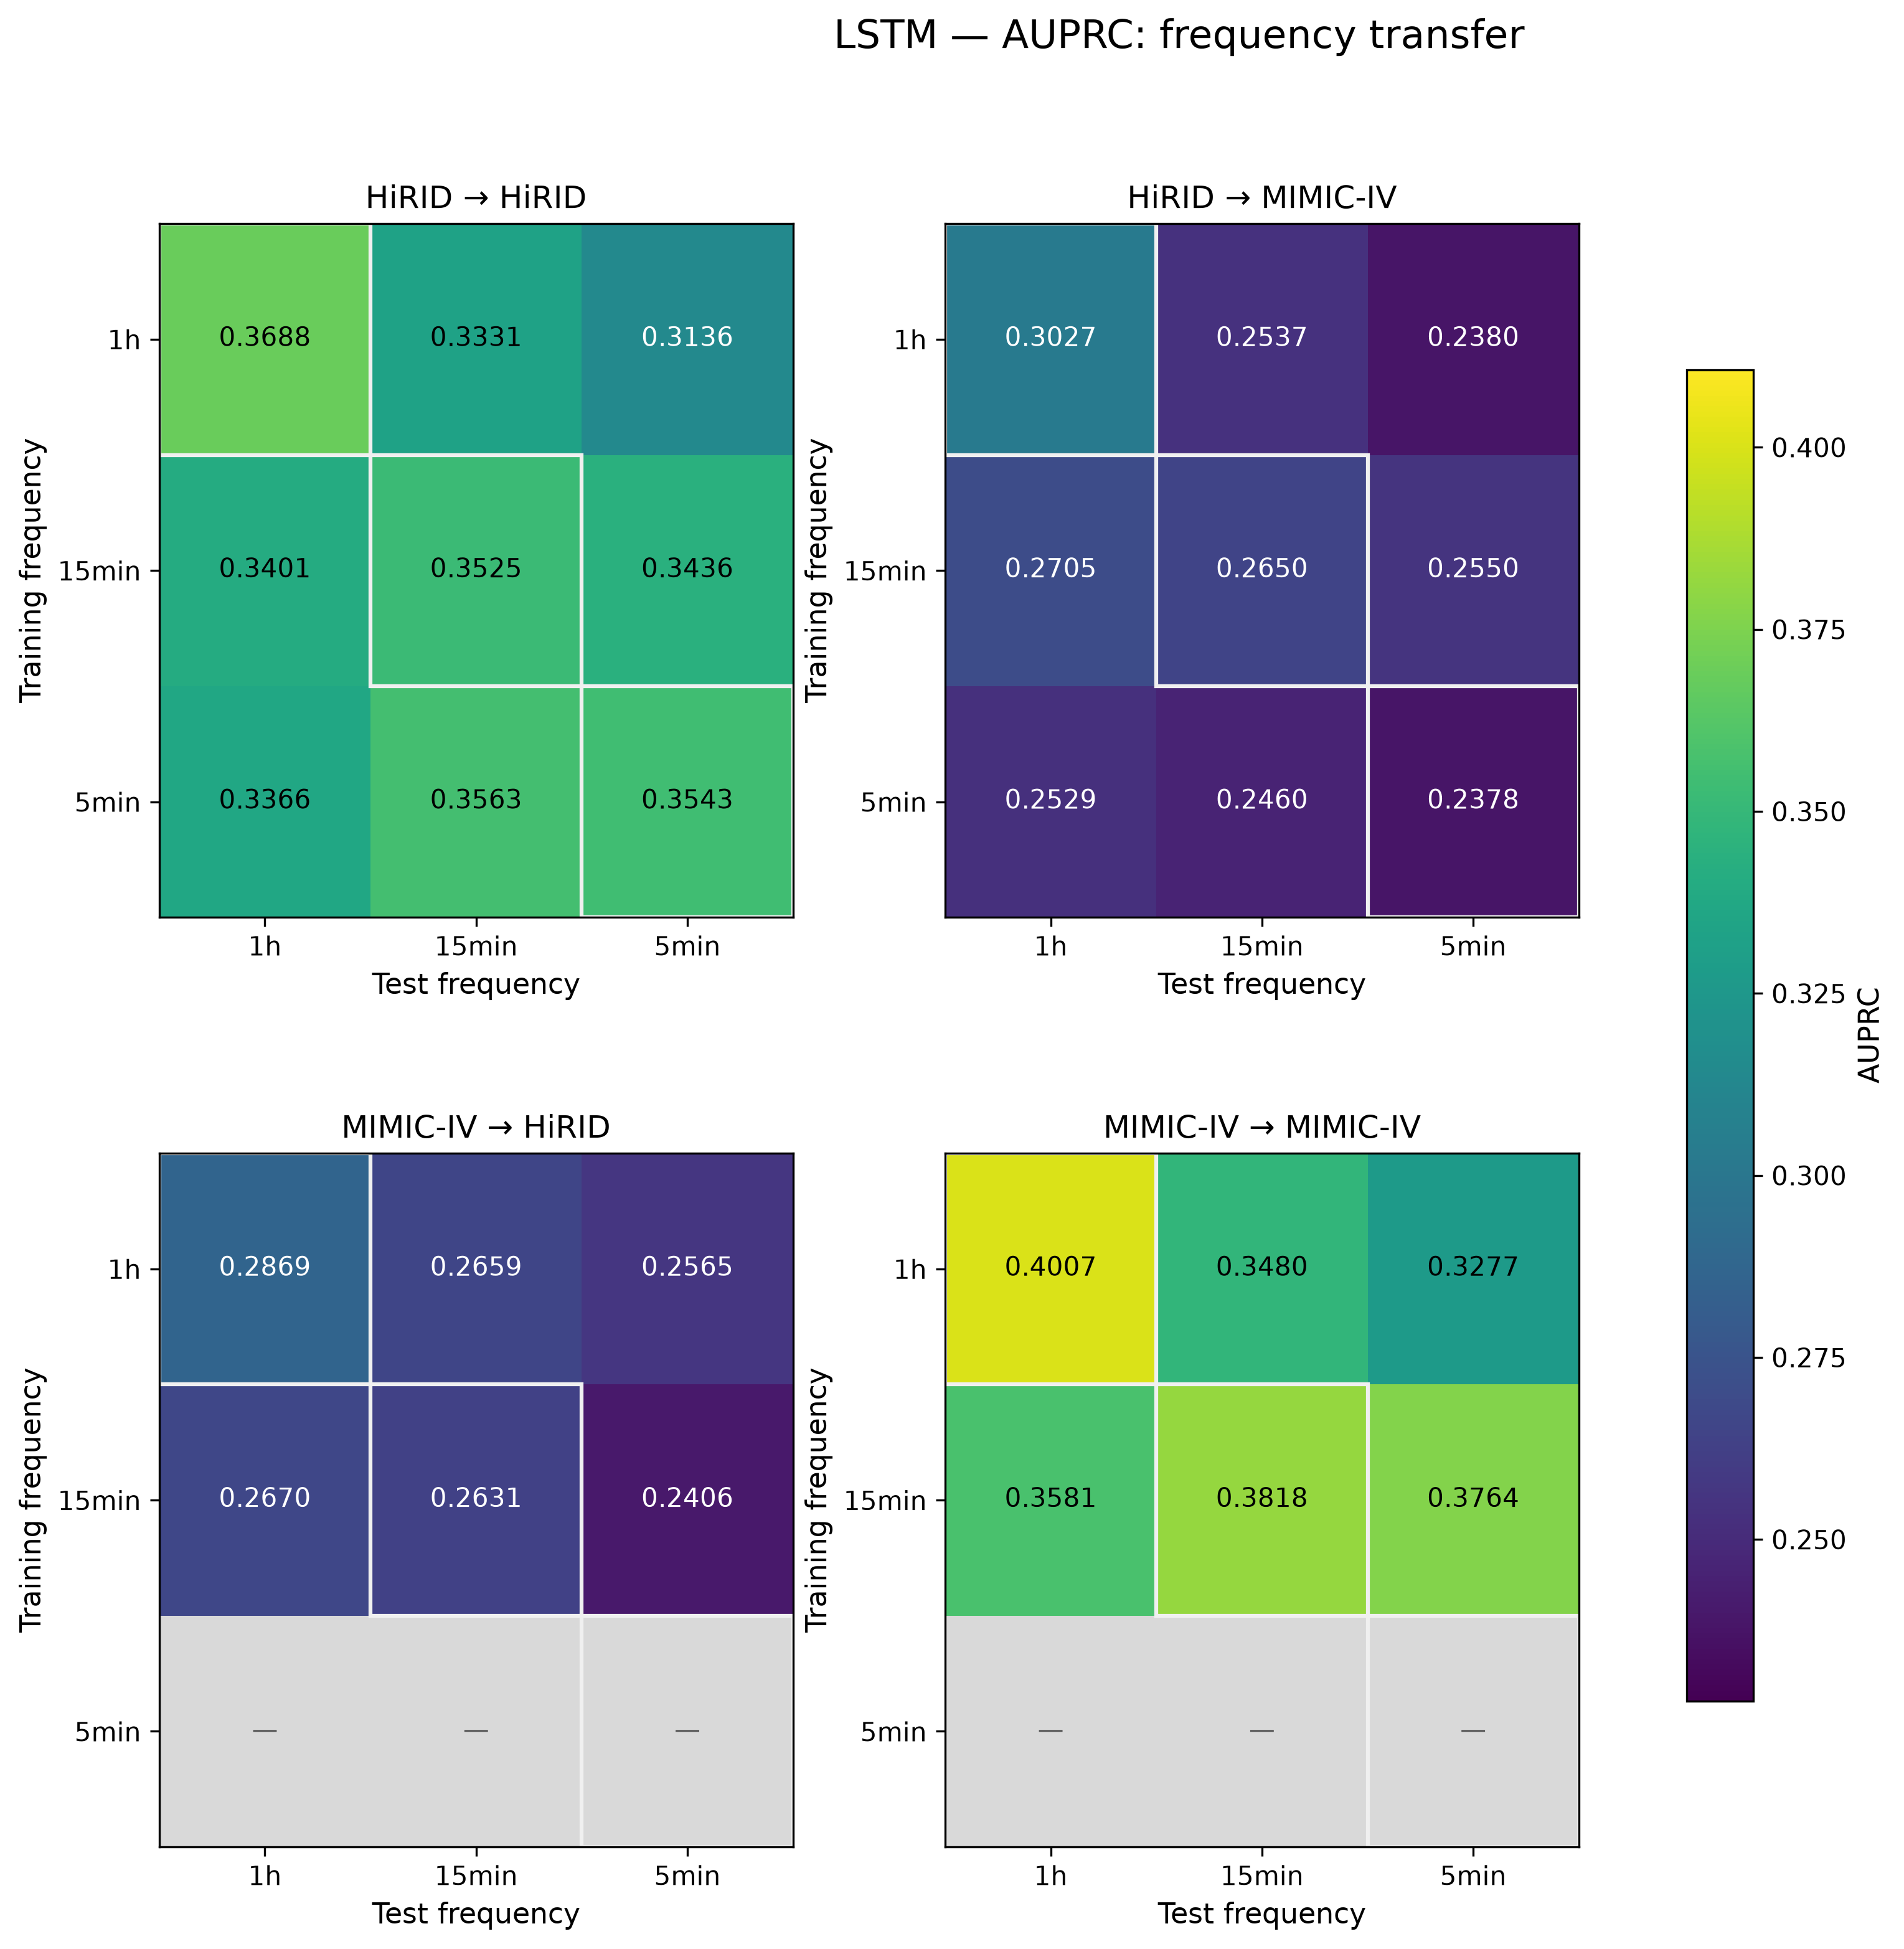 LSTM — AUPRC: frequency transfer
HiRID → HiRID
Training frequency
1h
15min
5min
0.3688 0.3331 0.3136
0.3401 0.3525 0.3436
0.3366 0.3563 0.3543
1h 15min 5min
Test frequency
HiRID → MIMIC-IV
Training frequency
1h
15min
5min
0.3027 0.2537 0.2380
0.2705 0.2650 0.2550
0.2529 0.2460 0.2378
1h 15min 5min
Test frequency
MIMIC-IV → HiRID
Training frequency
1h
15min
5min
0.2869 0.2659 0.2565
0.2670 0.2631 0.2406
— — —
1h 15min 5min
Test frequency
MIMIC-IV → MIMIC-IV
Training frequency
1h
15min
5min
0.4007 0.3480 0.3277
0.3581 0.3818 0.3764
— — —
1h 15min 5min
Test frequency
0.400
0.375
0.350
0.325
0.300
0.275
0.250
AUPRC